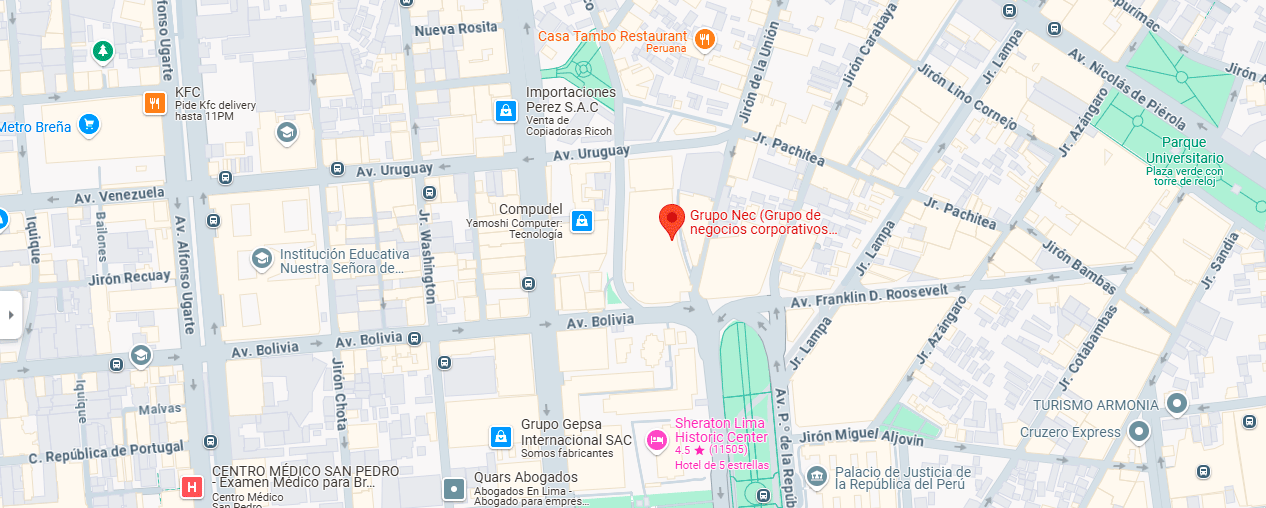 Nueva Rosita
Av. Alfonso Ugarte
KFC
Pide Kfc delivery
hasta 11PM
Metro Breña
Casa Tambo Restaurant
Peruana
Importaciones
Perez S.A.C
Venta de
Copiadoras Ricoh
Jirón de la Unión
Jirón Carabaya
Jirón Lino Cornejo
Jr. Lampa
Av. Nicolás de Piérola
Jr. Azángaro
Parque
Universitario
Plaza verde con
torre de reloj
Jr. Pachitea
Av. Uruguay
Av. Uruguay
Av. Venezuela
Iquique
Bailones
Av. Alfonso Ugarte
Jr. Washington
Compudel
Yamoshi Computer:
Tecnología
Grupo Nec (Grupo de
negocios corporativos...
Jr. Pachitea
Jr. Lampa
Jirón Bambas
Jr. Sandia
Institución Educativa
Nuestra Señora de...
Jirón Recuay
Av. Franklin D. Roosevelt
Av. Bolivia
Av. Bolivia
Av. Bolivia
Jr. Lampa
Jr. Azángaro
Jr. Cotabambas
Iquique
Malvas
Jirón Chota
C. República de Portugal
CENTRO MÉDICO SAN PEDRO
- Examen Médico para Br...
Centro Médico
San Pedro
H
Grupo Gepsa
Internacional SAC
Somos fabricantes
Quars Abogados
Abogados En Lima -
Abogado para empres...
Sheraton Lima
Historic Center
4.5 ★ (11505)
Hotel de 5 estrellas
Av. P.º de la Repúb
Jirón Miguel Aljovín
TURISMO ARMONIA
Cruzero Express
Palacio de Justicia de
la República del Perú